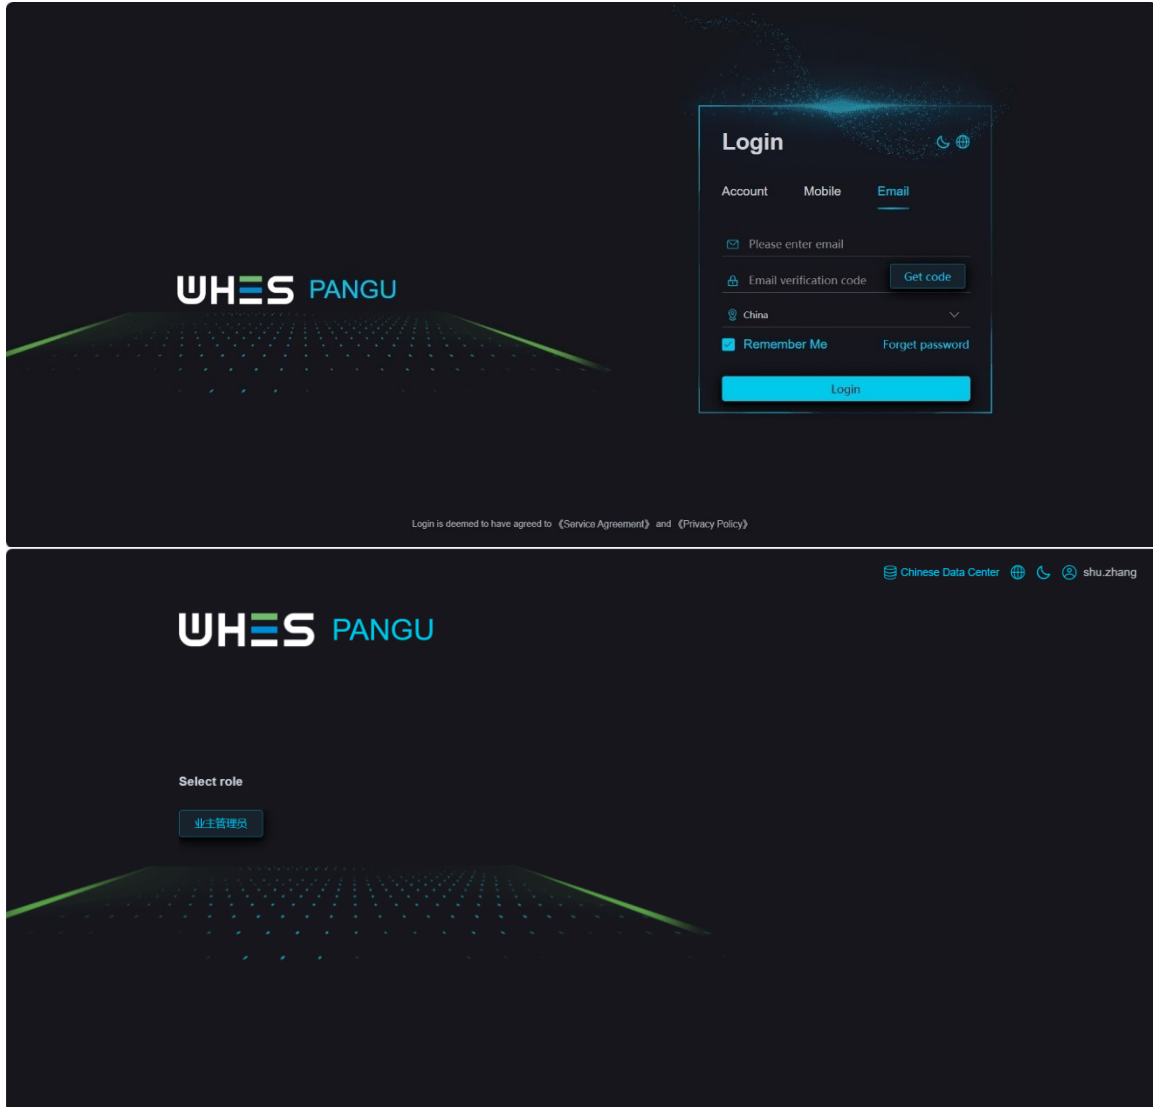 Login
Account Mobile Email
Please enter email
WHES PANGU
Email verification code Get code
China
Remember Me Forget password
Login
Login is deemed to have agreed to 《Service Agreement》 and 《Privacy Policy》
Chinese Data Center shu.zhang
WHES PANGU
Select role
业主管理员